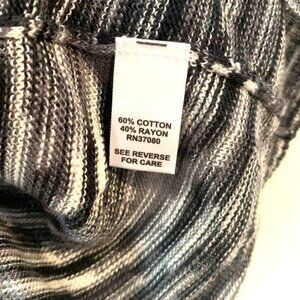 60% COTTON
40% RAYON
RN37080
SEE REVERSE
FOR CARE